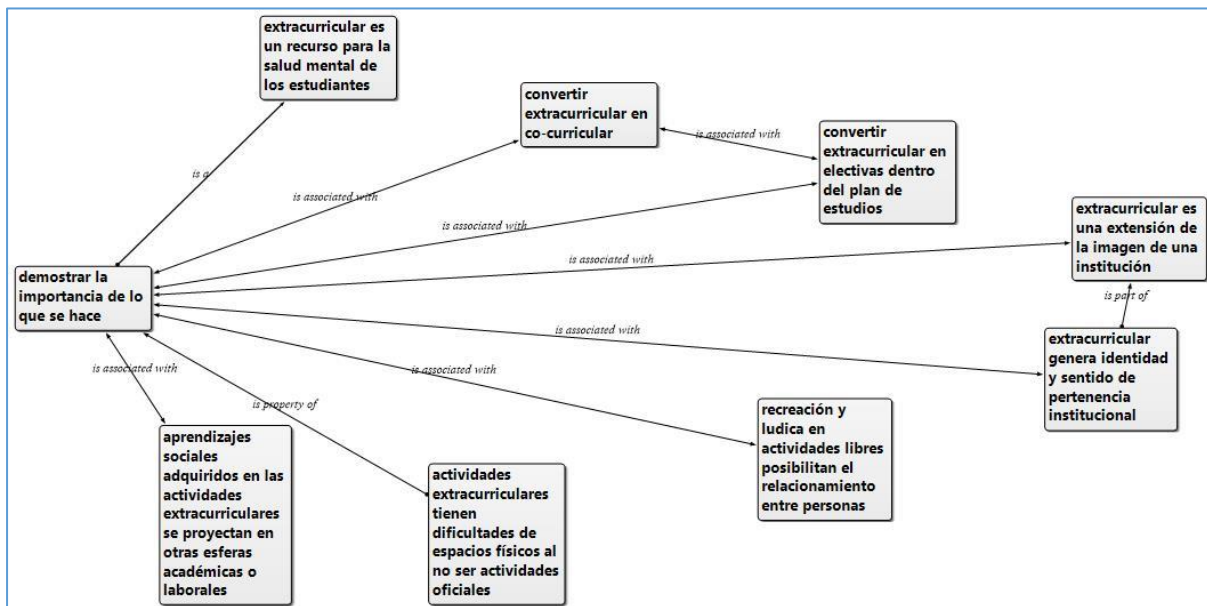 extracurricular es
un recurso para la
salud mental de
los estudiantes
convertir
extracurricular en
co-curricular
is associated with
convertir
extracurricular en
electivas dentro
del plan de
estudios
is a
is associated with
is associated with
extracurricular es
una extensión de
la imagen de una
institución
is associated with
demostrar la
importancia de lo
que se hace
is part of
is associated with
extracurricular
genera identidad
y sentido de
pertenencia
institucional
is associated with
is associated with
is property of
recreación y
ludica en
actividades libres
posibilitan el
relacionamiento
entre personas
aprendizajes
sociales
adquiridos en las
actividades
extracurriculares
se proyectan en
otras esferas
académicas o
laborales
actividades
extracurriculares
tienen
dificultades de
espacios físicos al
no ser actividades
oficiales